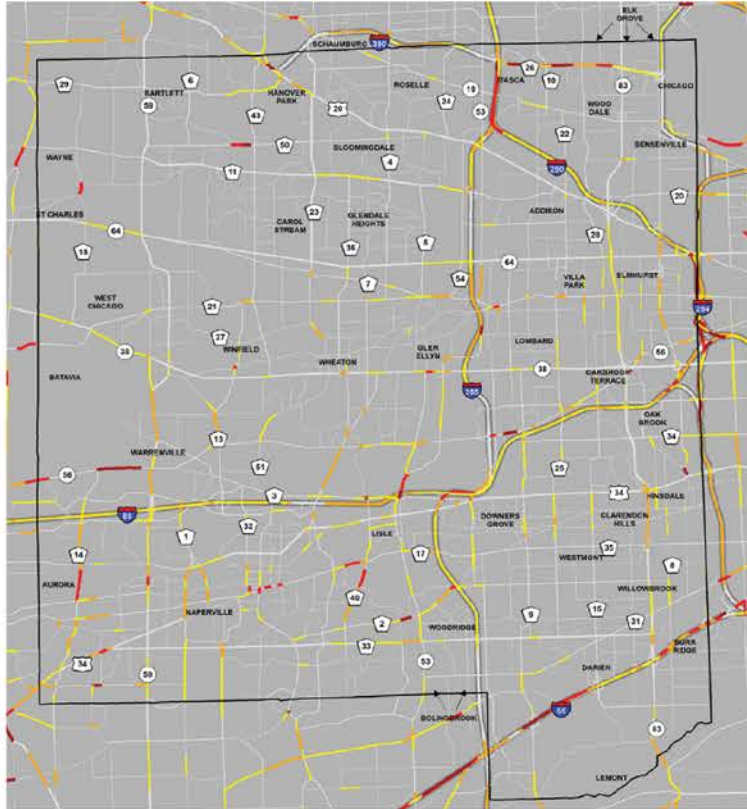 ELK
GROVE
SCHAUMBURG
390
29
6
BARTLETT
59
HANOVER
PARK
20
ROSELLE
24
19
53
ITASCA
26
10
WOOD
DALE
83
CHICAGO
43
50
BLOOMINGDALE
4
22
BENSENVILLE
WAYNE
11
290
20
ST CHARLES
64
23
CAROL
STREAM
GLENDALE
HEIGHTS
ADDISON
28
15
5
64
7
54
VILLA
PARK
ELMHURST
WEST
CHICAGO
21
27
WINFIELD
294
GLEN
ELLYN
LOMBARD
56
38
WHEATON
38
OAKBROOK
TERRACE
BATAVIA
355
OAK
BROOK
13
34
WARRENVILLE
56
51
25
3
34
HINSDALE
88
DOWNERS
GROVE
CLARENDON
HILLS
1
32
LISLE
35
14
17
WESTMONT
8
AURORA
WILLOWBROOK
NAPERVILLE
2
WOODRIDGE
9
15
31
33
BURR
RIDGE
34
59
53
DARIEN
55
BOLINGBROOK
83
LEMONT